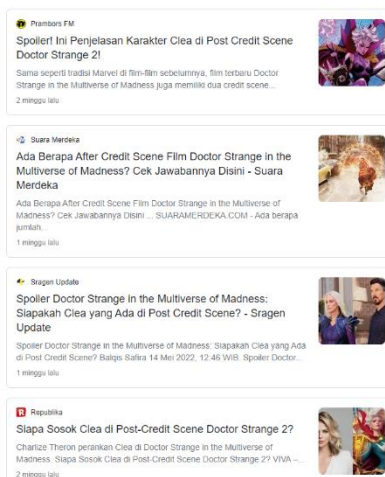 Prambors FM
Spoiler! Ini Penjelasan Karakter Clea di Post Credit Scene
Doctor Strange 2!
Sama seperti tradisi Marvel di film-film sebelumnya, film terbaru Doctor
Strange in the Multiverse of Madness juga memiliki dua credit scene...
2 minggu lalu
Suara Merdeka
Ada Berapa After Credit Scene Film Doctor Strange in the
Multiverse of Madness? Cek Jawabannya Disini - Suara
Merdeka
Ada Berapa After Credit Scene Film Doctor Strange in the Multiverse of
Madness? Cek Jawabannya Disini ... SUARAMERDEKA.COM - Ada berapa
jumlah...
1 minggu lalu
Sragen Update
Spoiler Doctor Strange in the Multiverse of Madness:
Siapakah Clea yang Ada di Post Credit Scene? - Sragen
Update
Spoiler Doctor Strange in the Multiverse of Madness: Siapakah Clea yang Ada
di Post Credit Scene? Balqis Safira 14 Mei 2022, 12:46 WIB. Spoiler Doctor...
1 minggu lalu
Republika
Siapa Sosok Clea di Post-Credit Scene Doctor Strange 2?
Charlize Theron perankan Clea di Doctor Strange in the Multiverse of
Madness. Siapa Sosok Clea di Post-Credit Scene Doctor Strange 2? VIVA –...
2 minggu lalu